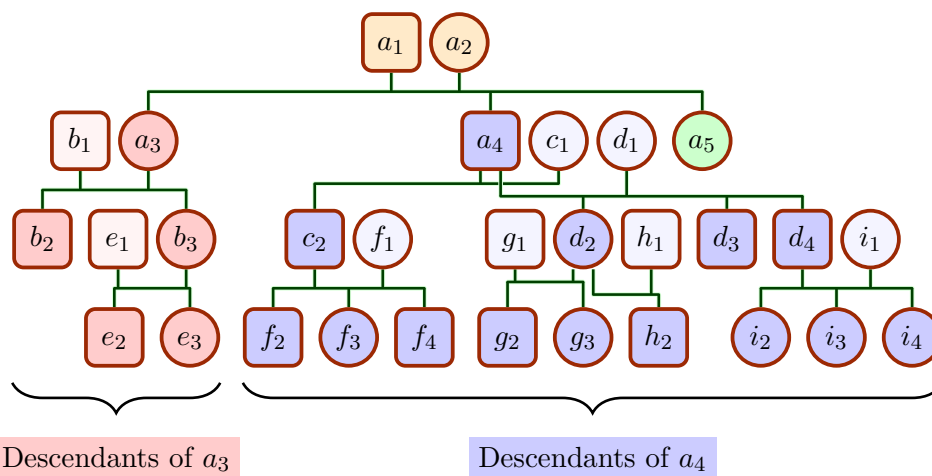 a₁ a₂
b₁ a₃ a₄ c₁ d₁ a₅
b₂ e₁ b₃ c₂ f₁ g₁ d₂ h₁ d₃ d₄ i₁
e₂ e₃ f₂ f₃ f₄ g₂ g₃ h₂ i₂ i₃ i₄
Descendants of a₃ Descendants of a₄